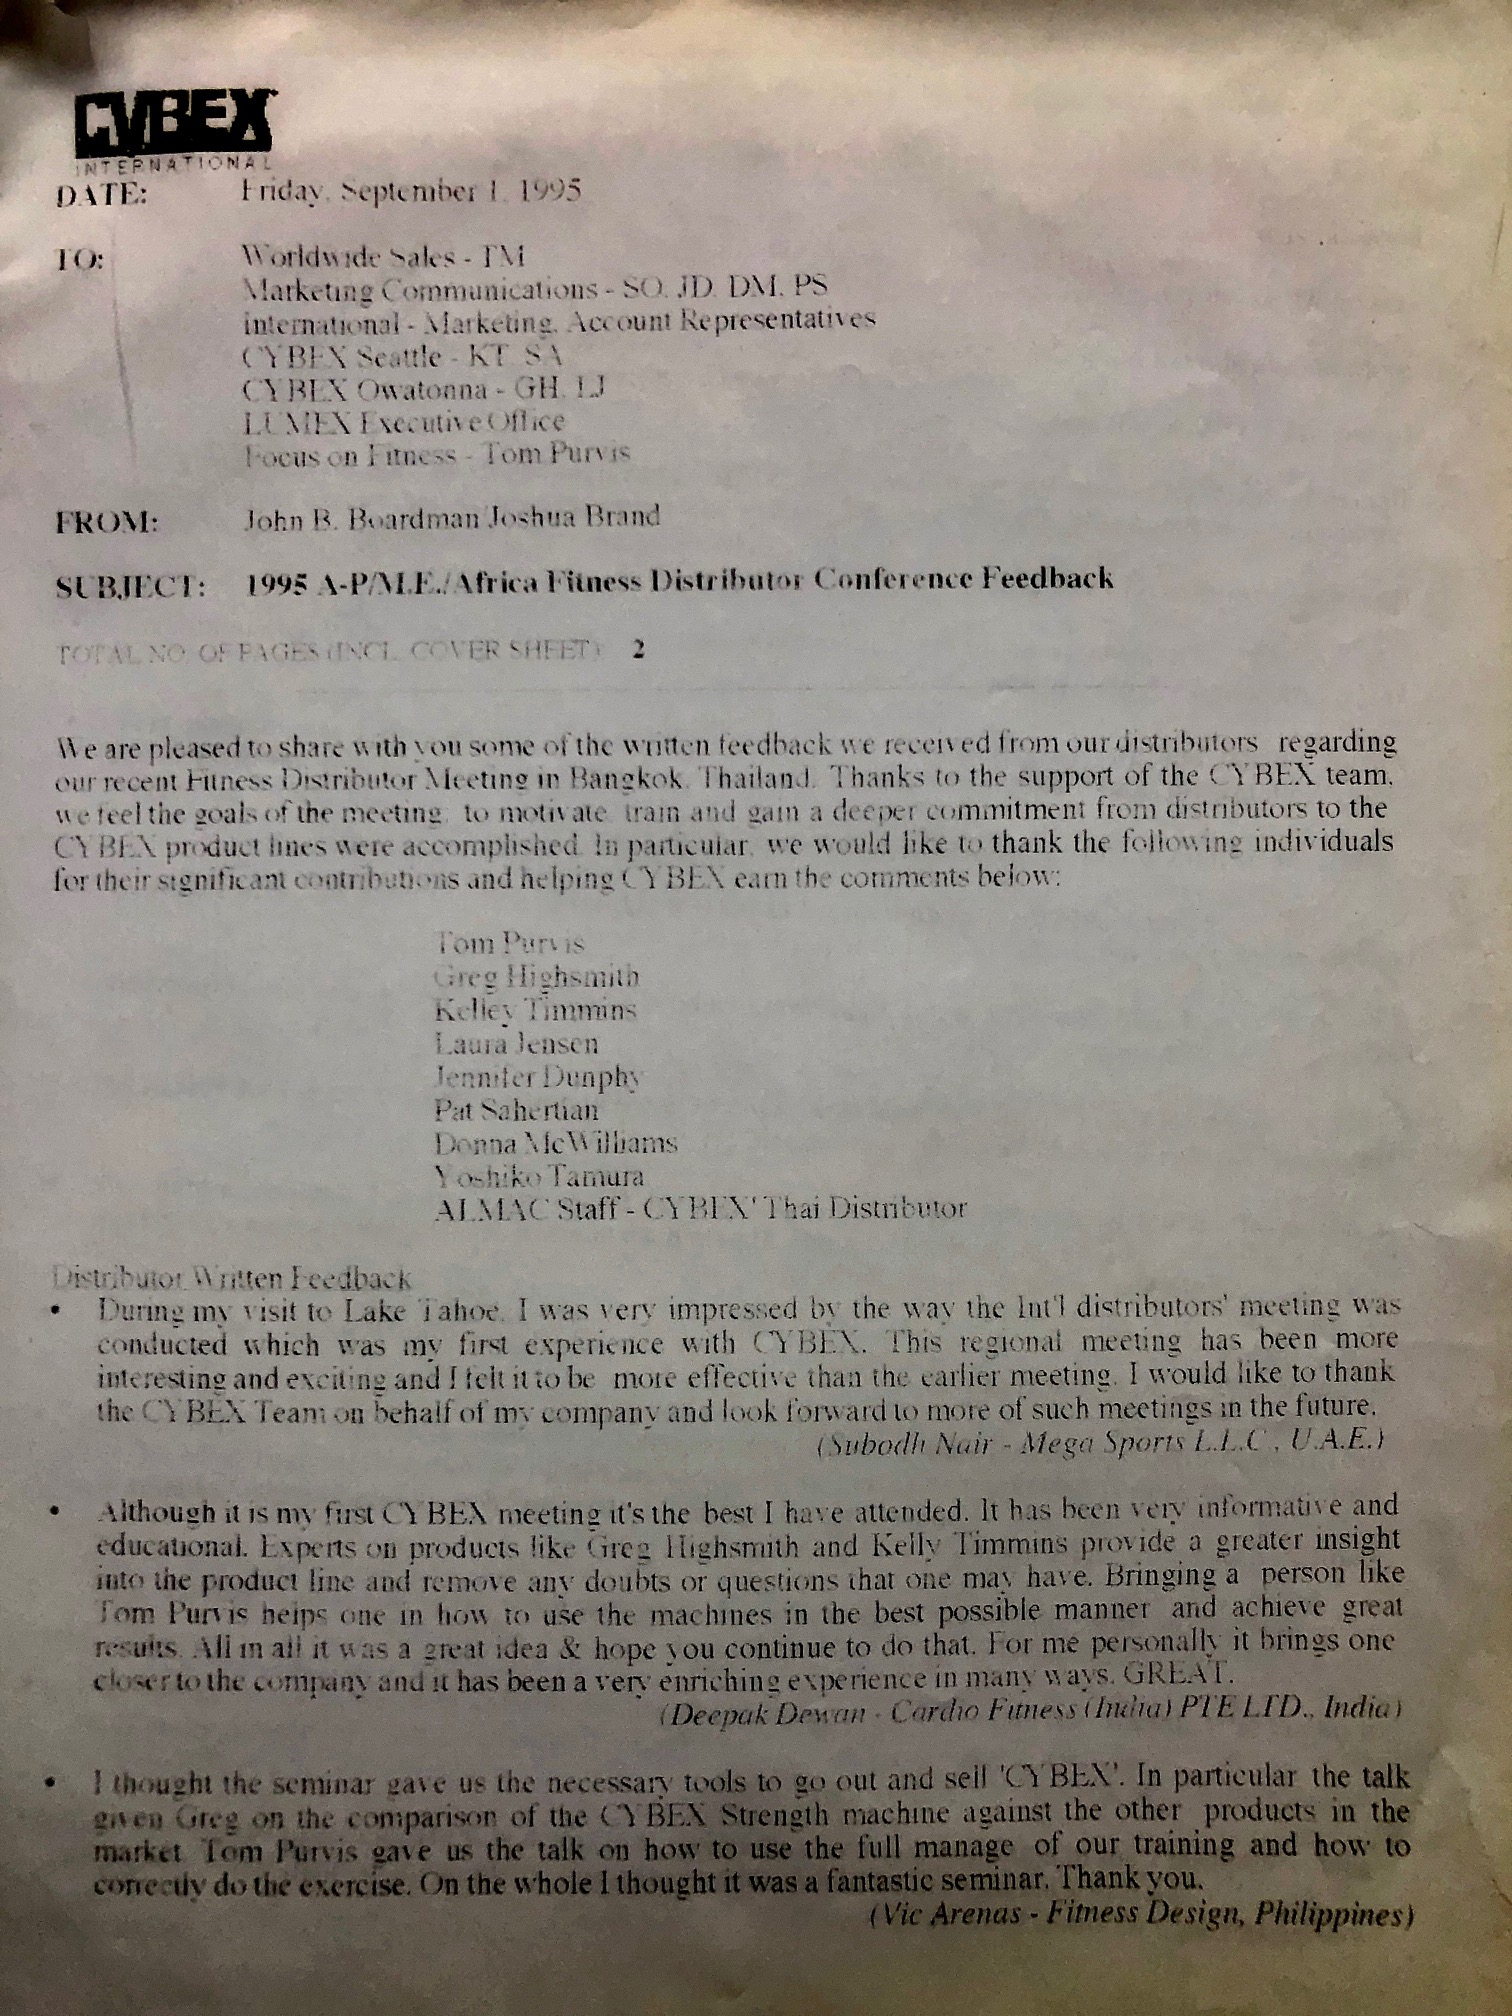 CYBEX
INTERNATIONAL
DATE: Friday, September 1, 1995
TO: Worldwide Sales - TM
Marketing Communications - SO, JD, DM, PS
International - Marketing, Account Representatives
CYBEX Seattle - KT, SA
CYBEX Owatonna - GH, LJ
LUMEX Executive Office
Focus on Fitness - Tom Purvis
FROM: John B. Boardman/Joshua Brand
SUBJECT: 1995 A-P/M.E./Africa Fitness Distributor Conference Feedback
TOTAL NO. OF PAGES (INCL. COVER SHEET): 2
We are pleased to share with you some of the written feedback we received from our distributors regarding
our recent Fitness Distributor Meeting in Bangkok, Thailand. Thanks to the support of the CYBEX team,
we feel the goals of the meeting: to motivate, train and gain a deeper commitment from distributors to the
CYBEX product lines were accomplished. In particular, we would like to thank the following individuals
for their significant contributions and helping CYBEX earn the comments below:
Tom Purvis
Greg Highsmith
Kelley Timmins
Laura Jensen
Jennifer Dunphy
Pat Sahertian
Donna McWilliams
Yoshiko Tamura
ALMAC Staff - CYBEX' Thai Distributor
Distributor Written Feedback
• During my visit to Lake Tahoe, I was very impressed by the way the Int'l distributors' meeting was
conducted which was my first experience with CYBEX. This regional meeting has been more
interesting and exciting and I felt it to be more effective than the earlier meeting. I would like to thank
the CYBEX Team on behalf of my company and look forward to more of such meetings in the future.
(Subodh Nair - Mega Sports L.L.C., U.A.E.)
• Although it is my first CYBEX meeting it's the best I have attended. It has been very informative and
educational. Experts on products like Greg Highsmith and Kelly Timmins provide a greater insight
into the product line and remove any doubts or questions that one may have. Bringing a person like
Tom Purvis helps one in how to use the machines in the best possible manner and achieve great
results. All in all it was a great idea & hope you continue to do that. For me personally it brings one
closer to the company and it has been a very enriching experience in many ways. GREAT.
(Deepak Dewan - Cardio Fitness (India) PTE LTD., India)
• I thought the seminar gave us the necessary tools to go out and sell 'CYBEX'. In particular the talk
given Greg on the comparison of the CYBEX Strength machine against the other products in the
market. Tom Purvis gave us the talk on how to use the full manage of our training and how to
correctly do the exercise. On the whole I thought it was a fantastic seminar. Thank you.
(Vic Arenas - Fitness Design, Philippines)